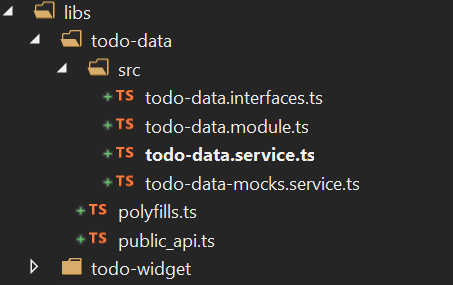 libs
todo-data
src
+TS todo-data.interfaces.ts
+TS todo-data.module.ts
+TS todo-data.service.ts
+TS todo-data-mocks.service.ts
+TS polyfills.ts
+TS public_api.ts
todo-widget